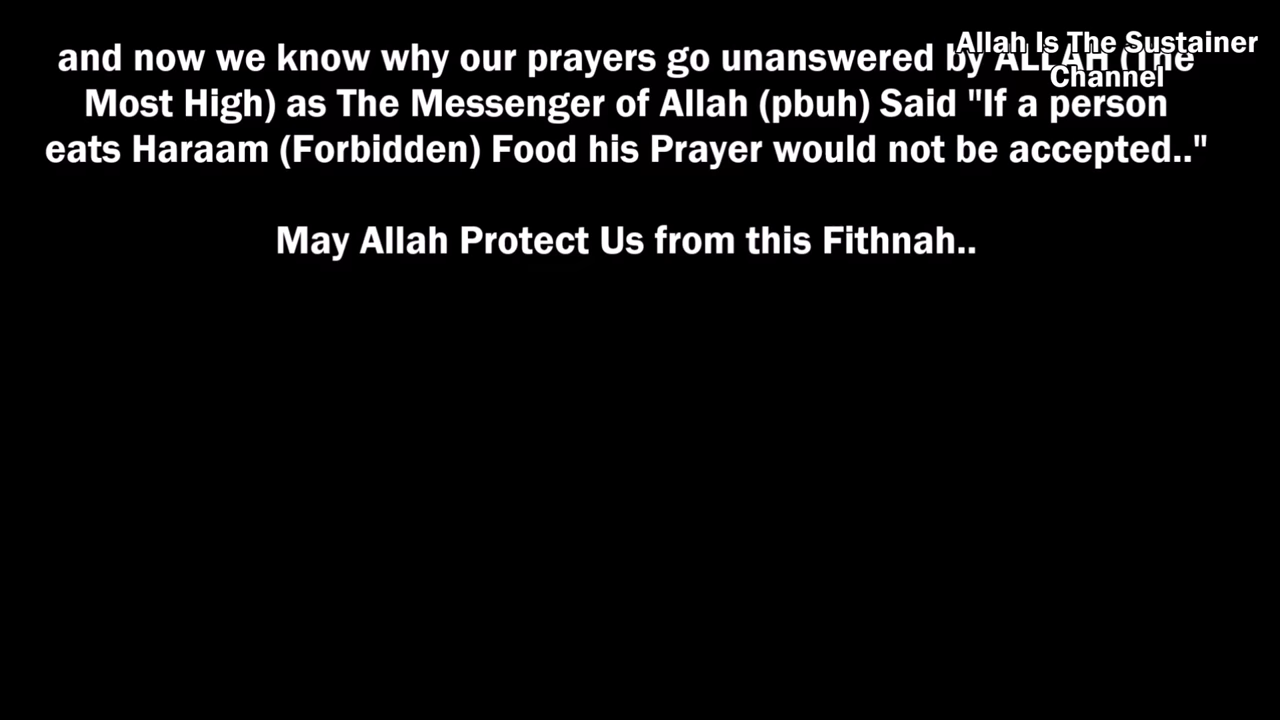 and now we know why our prayers go unanswered by ALLAH (The
Most High) as The Messenger of Allah (pbuh) Said "If a person
eats Haraam (Forbidden) Food his Prayer would not be accepted.."
May Allah Protect Us from this Fithnah..
Allah Is The Sustainer
Channel